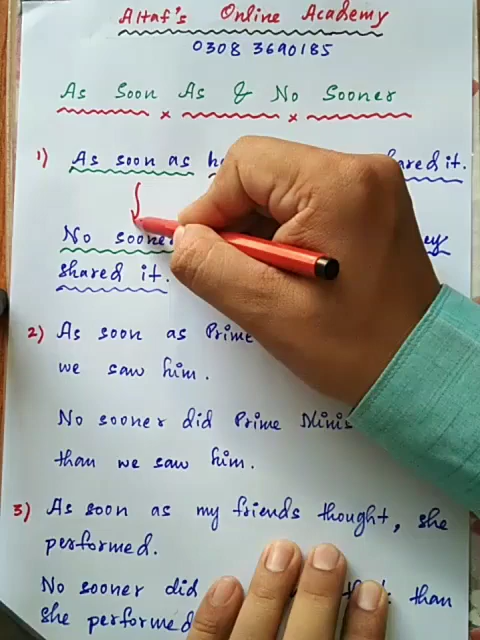 Altaf's Online Academy
0308 3690185
As Soon As & No Sooner
1) As soon as shared it.
No sooner
shared it.
2) As soon as Prime
we saw him.
No sooner did Prime
than we saw him.
3) As soon as my friends thought, she
performed.
No sooner did than
she performed